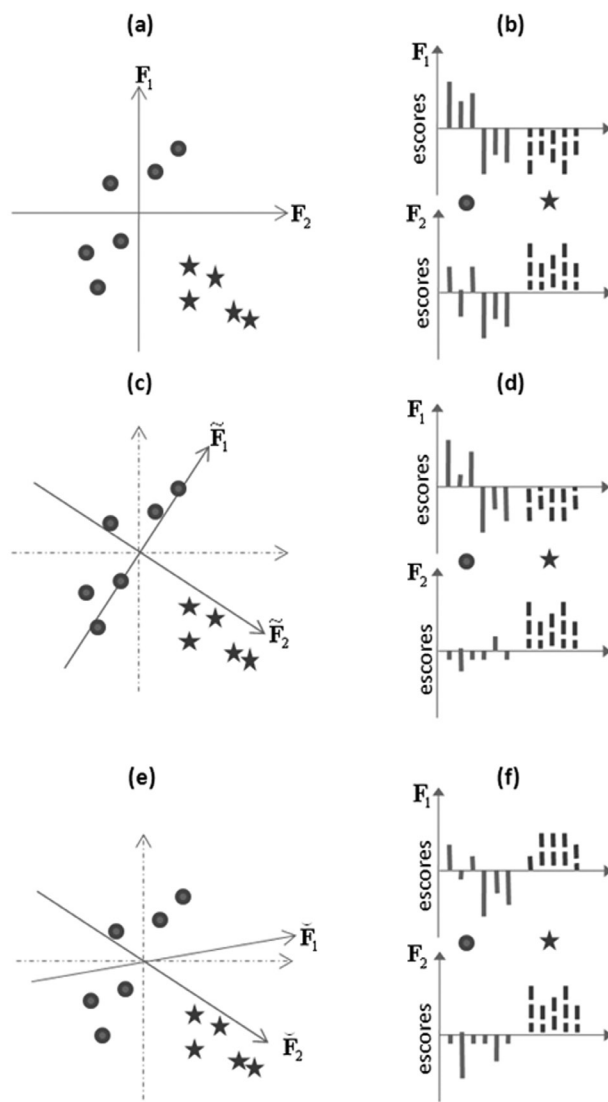 (a)
F₁
F₂
(b)
F₁
escores
F₂
escores
(c)
F̃₁
F̃₂
(d)
F₁
escores
F₂
escores
(e)
F̆₁
F̆₂
(f)
F₁
escores
F₂
escores